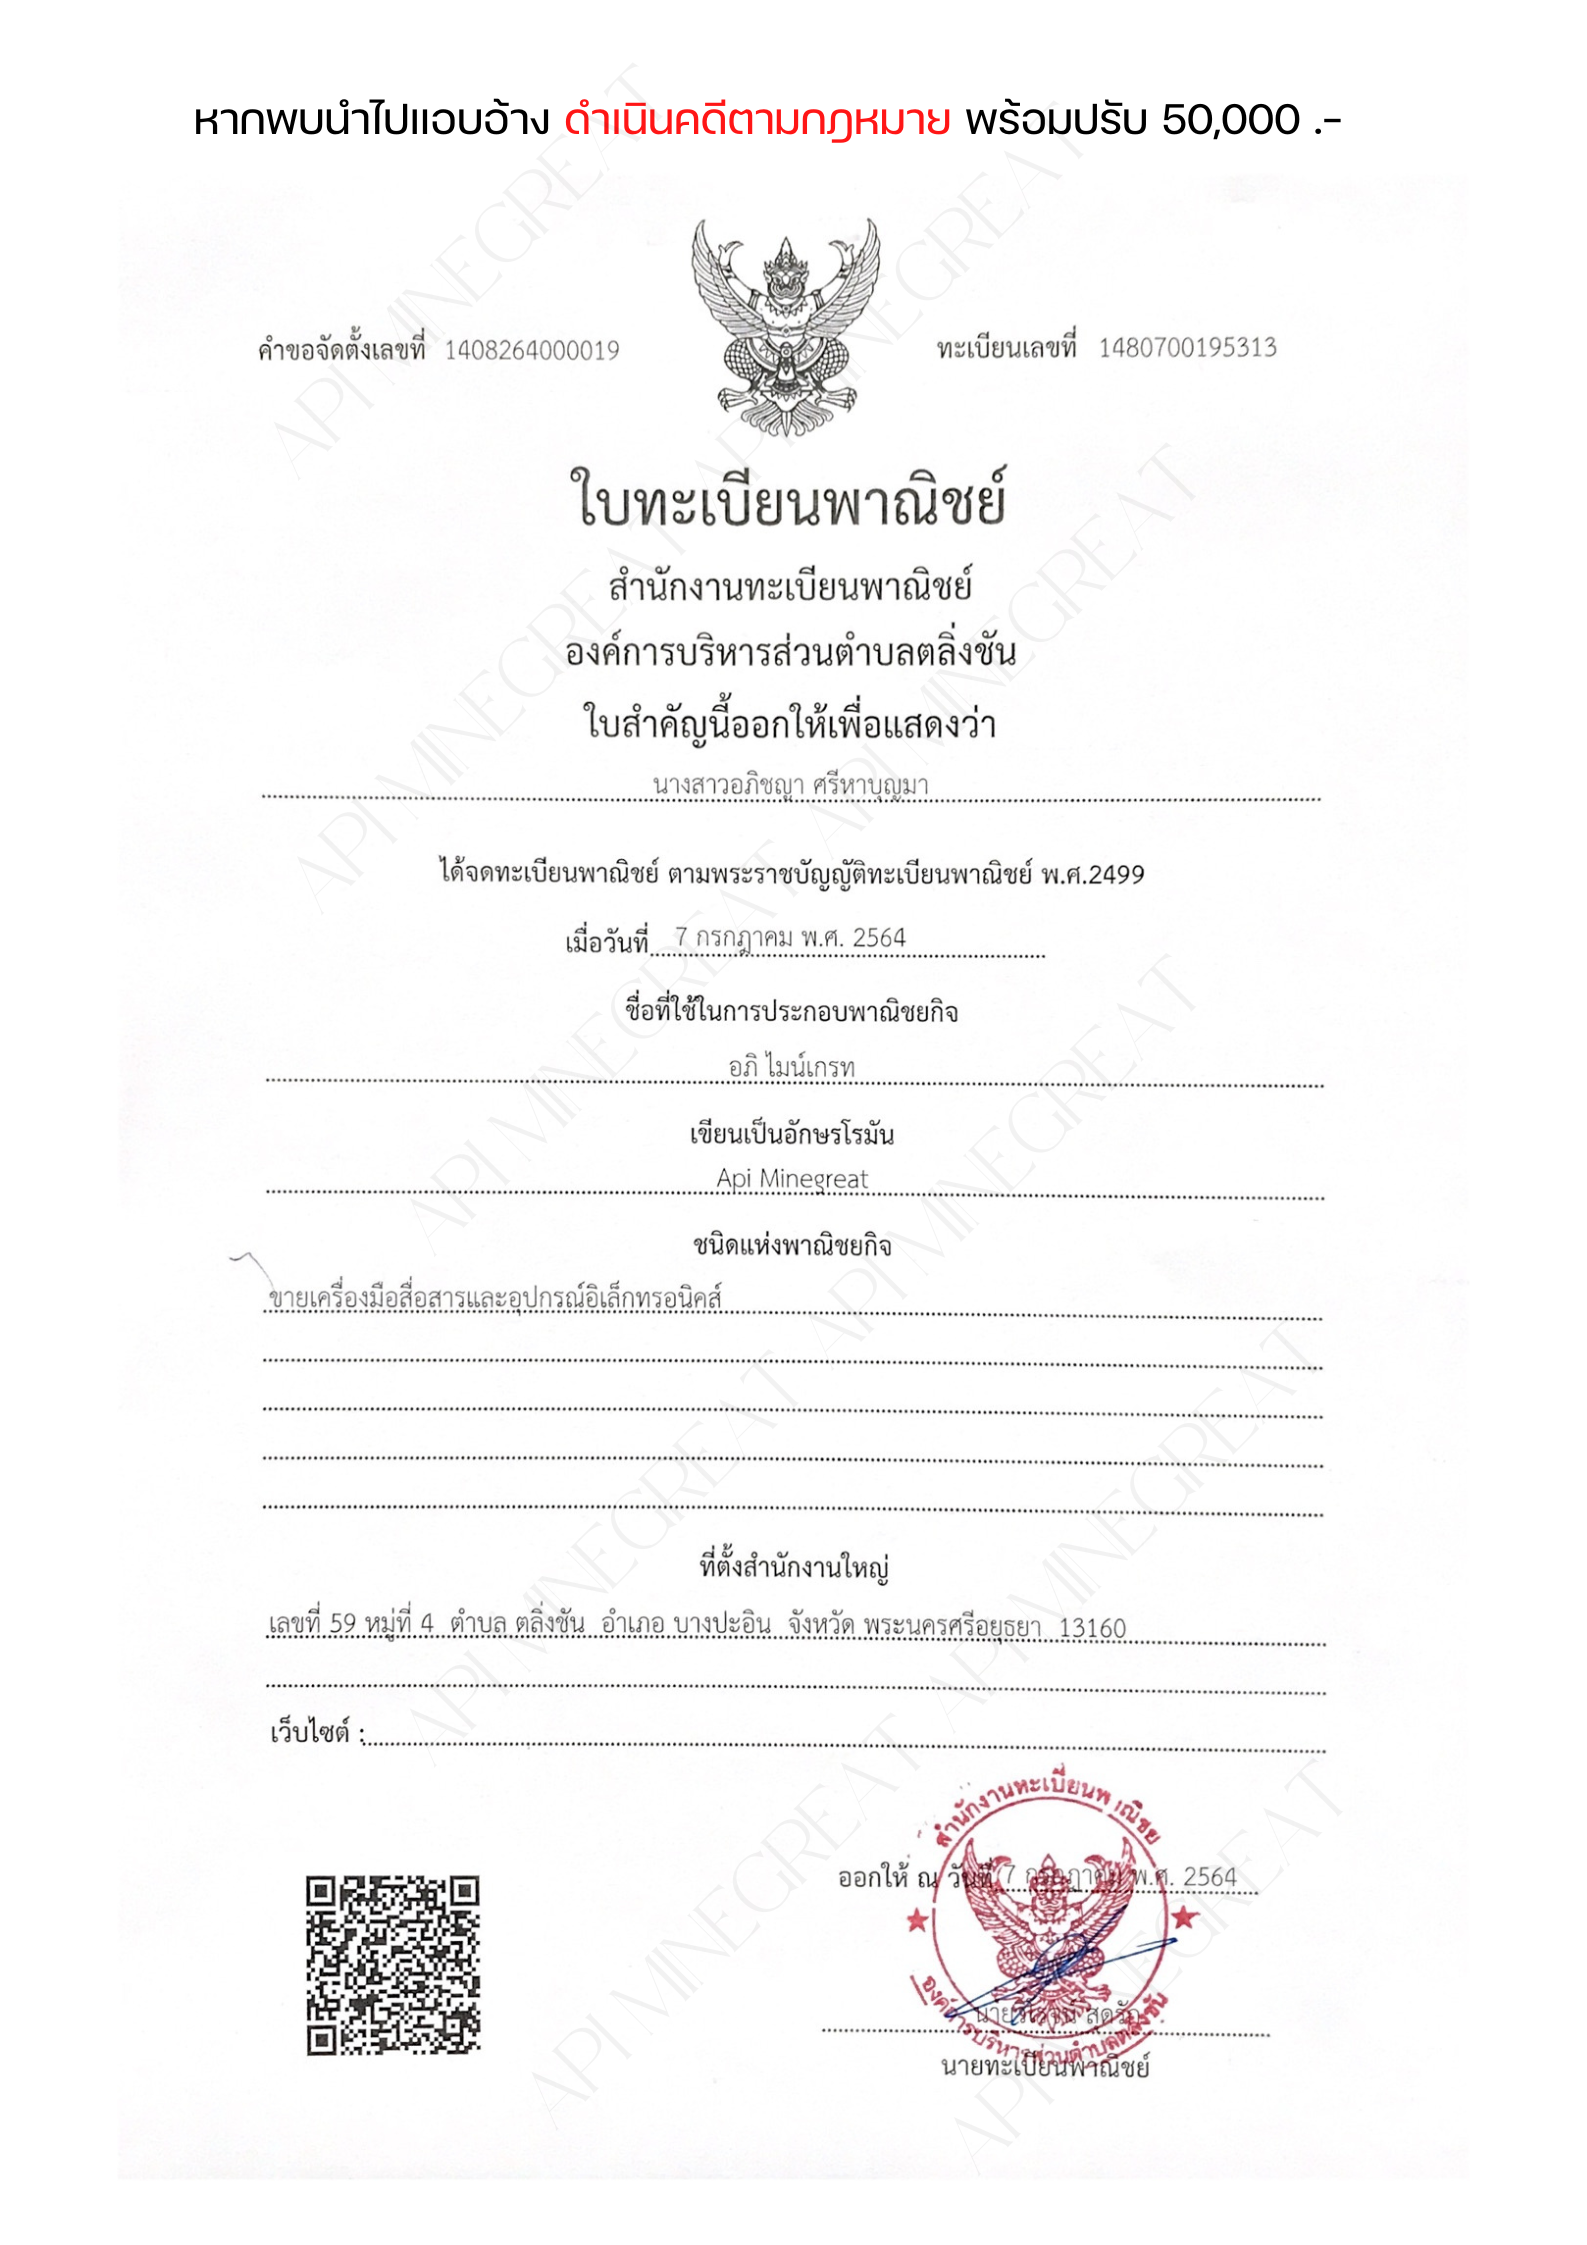 หากพบนำไปแอบอ้าง ดำเนินคดีตามกฎหมาย พร้อมปรับ 50,000 .-
คำขอจัดตั้งเลขที่ 1408264000019
ทะเบียนเลขที่ 1480700195313
ใบทะเบียนพาณิชย์
สำนักงานทะเบียนพาณิชย์
องค์การบริหารส่วนตำบลตลิ่งชัน
ใบสำคัญนี้ออกให้เพื่อแสดงว่า
นางสาวอภิชญา ศรีหาบุญมา
ได้จดทะเบียนพาณิชย์ ตามพระราชบัญญัติทะเบียนพาณิชย์ พ.ศ.2499
เมื่อวันที่ 7 กรกฎาคม พ.ศ. 2564
ชื่อที่ใช้ในการประกอบพาณิชยกิจ
อภิ ไมน์เกรท
เขียนเป็นอักษรโรมัน
Api Minegreat
ชนิดแห่งพาณิชยกิจ
ขายเครื่องมือสื่อสารและอุปกรณ์อิเล็กทรอนิคส์
ที่ตั้งสำนักงานใหญ่
เลขที่ 59 หมู่ที่ 4 ตำบล ตลิ่งชัน อำเภอ บางปะอิน จังหวัด พระนครศรีอยุธยา 13160
เว็บไซต์ :
สำนักงานทะเบียนพาณิชย
ออกให้ ณ วันที่ 7 กรกฎาคม พ.ศ. 2564
องค์การบริหารส่วนตำบลตลิ่งชัน
นายทะเบียนพาณิชย์
API MINEGREAT
API MINEGREAT
API MINEGREAT
API MINEGREAT
API MINEGREAT
API MINEGREAT
API MINEGREAT
API MINEGREAT
API MINEGREAT
API MINEGREAT